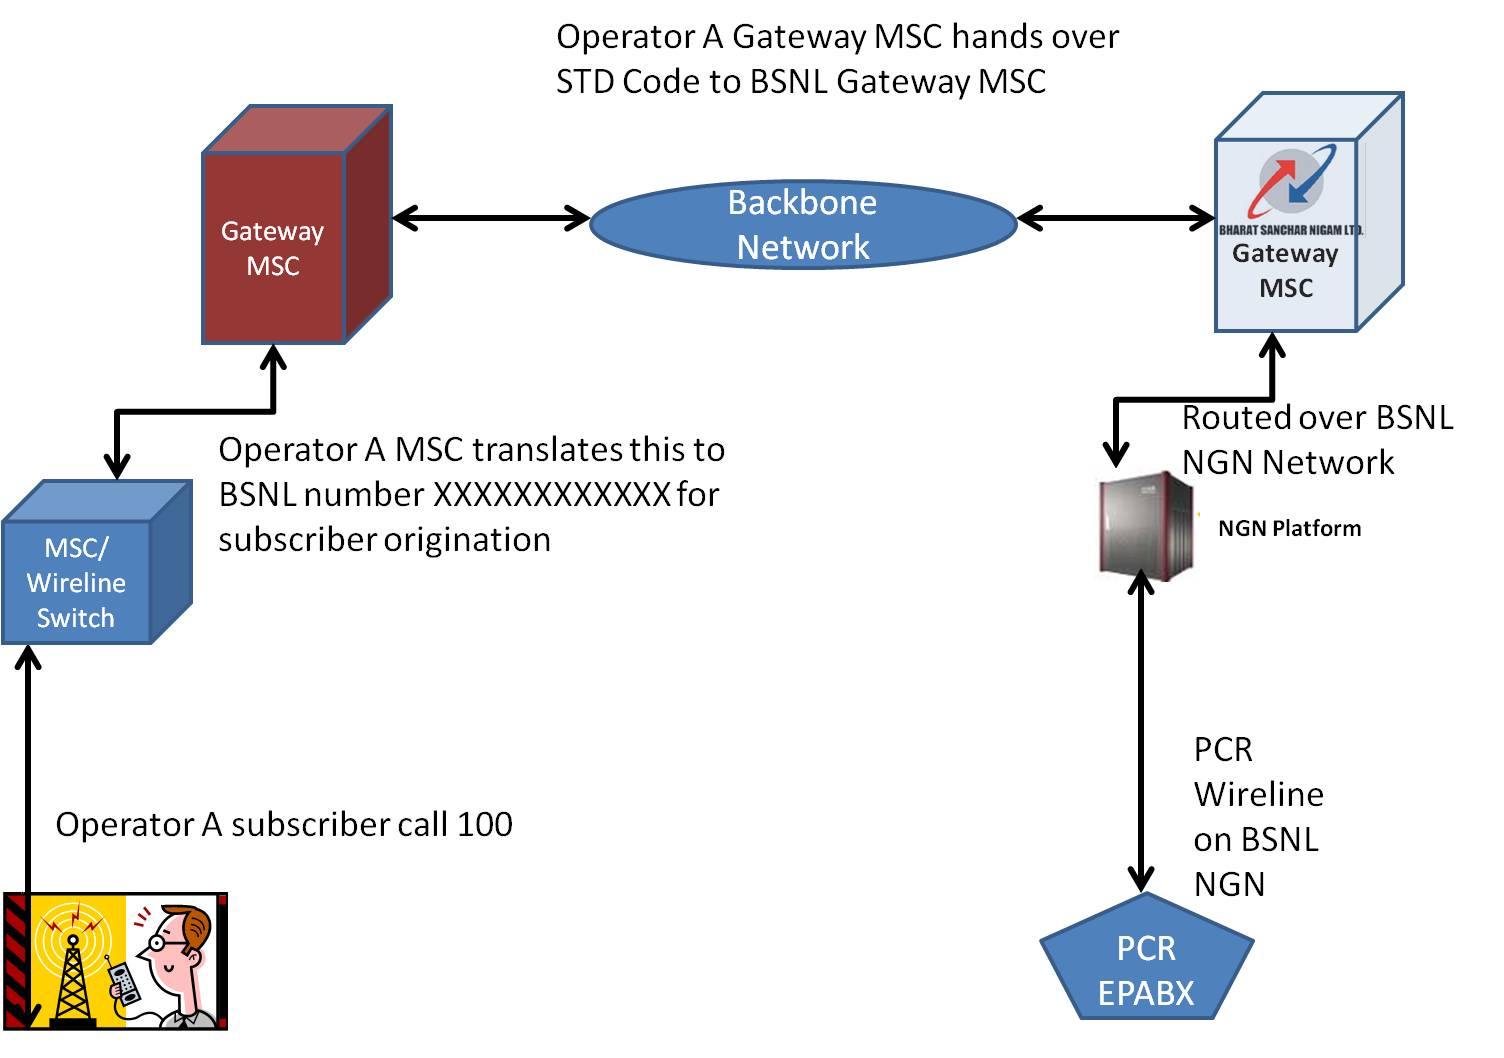 Operator A Gateway MSC hands over
STD Code to BSNL Gateway MSC
Gateway
MSC
Backbone
Network
BHARAT SANCHAR NIGAM LTD.
Gateway
MSC
Operator A MSC translates this to
BSNL number XXXXXXXXXXXX for
subscriber origination
Routed over BSNL
NGN Network
MSC/
Wireline
Switch
NGN Platform
Operator A subscriber call 100
PCR
Wireline
on BSNL
NGN
PCR
EPABX